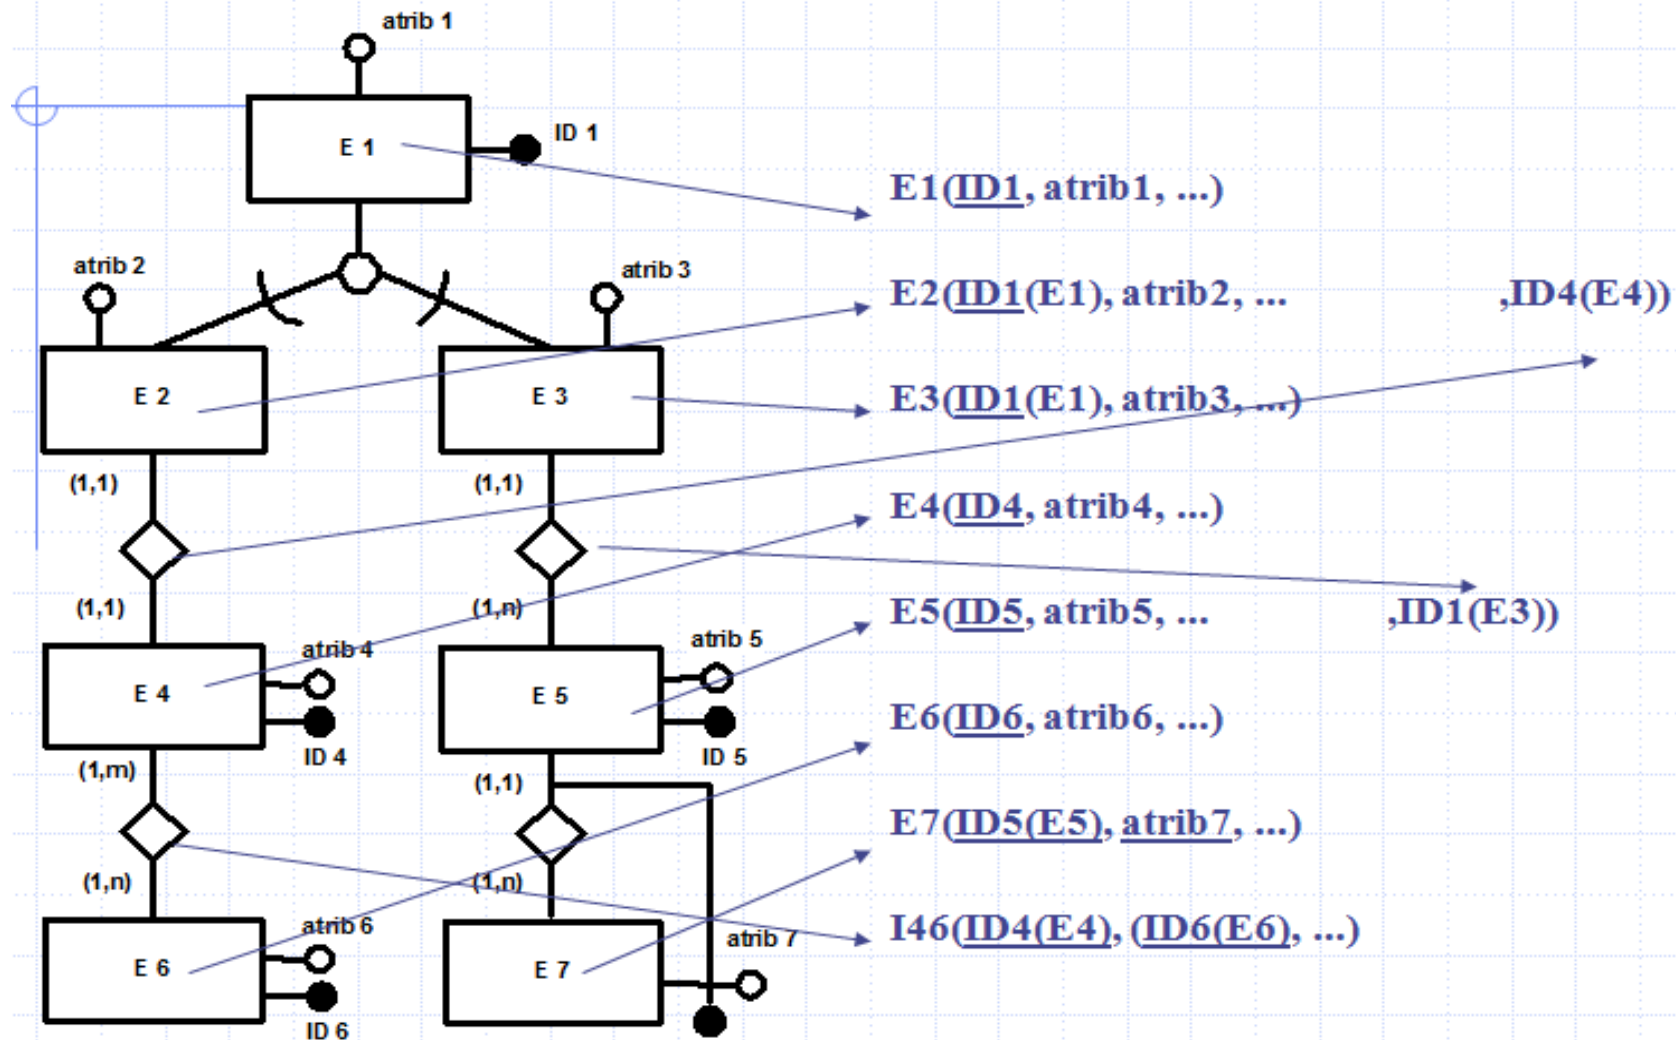 atrib 1
E 1
ID 1
E1(ID1, atrib1, ...)
atrib 2
atrib 3
E2(ID1(E1), atrib2, ... ,ID4(E4))
E 2
E 3
E3(ID1(E1), atrib3, ...)
(1,1)
(1,1)
E4(ID4, atrib4, ...)
(1,1)
(1,n)
E5(ID5, atrib5, ... ,ID1(E3))
atrib 4
atrib 5
E 4
E 5
ID 4
ID 5
E6(ID6, atrib6, ...)
(1,m)
(1,1)
E7(ID5(E5), atrib7, ...)
(1,n)
(1,n)
I46(ID4(E4), (ID6(E6), ...)
atrib 6
atrib 7
E 6
E 7
ID 6